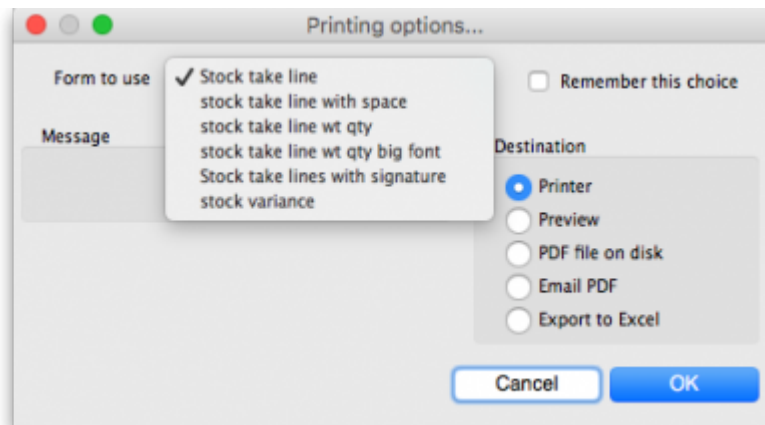 Printing options...
Form to use
✓ Stock take line
stock take line with space
stock take line wt qty
stock take line wt qty big font
Stock take lines with signature
stock variance
Remember this choice
Message
Destination
Printer
Preview
PDF file on disk
Email PDF
Export to Excel
Cancel
OK